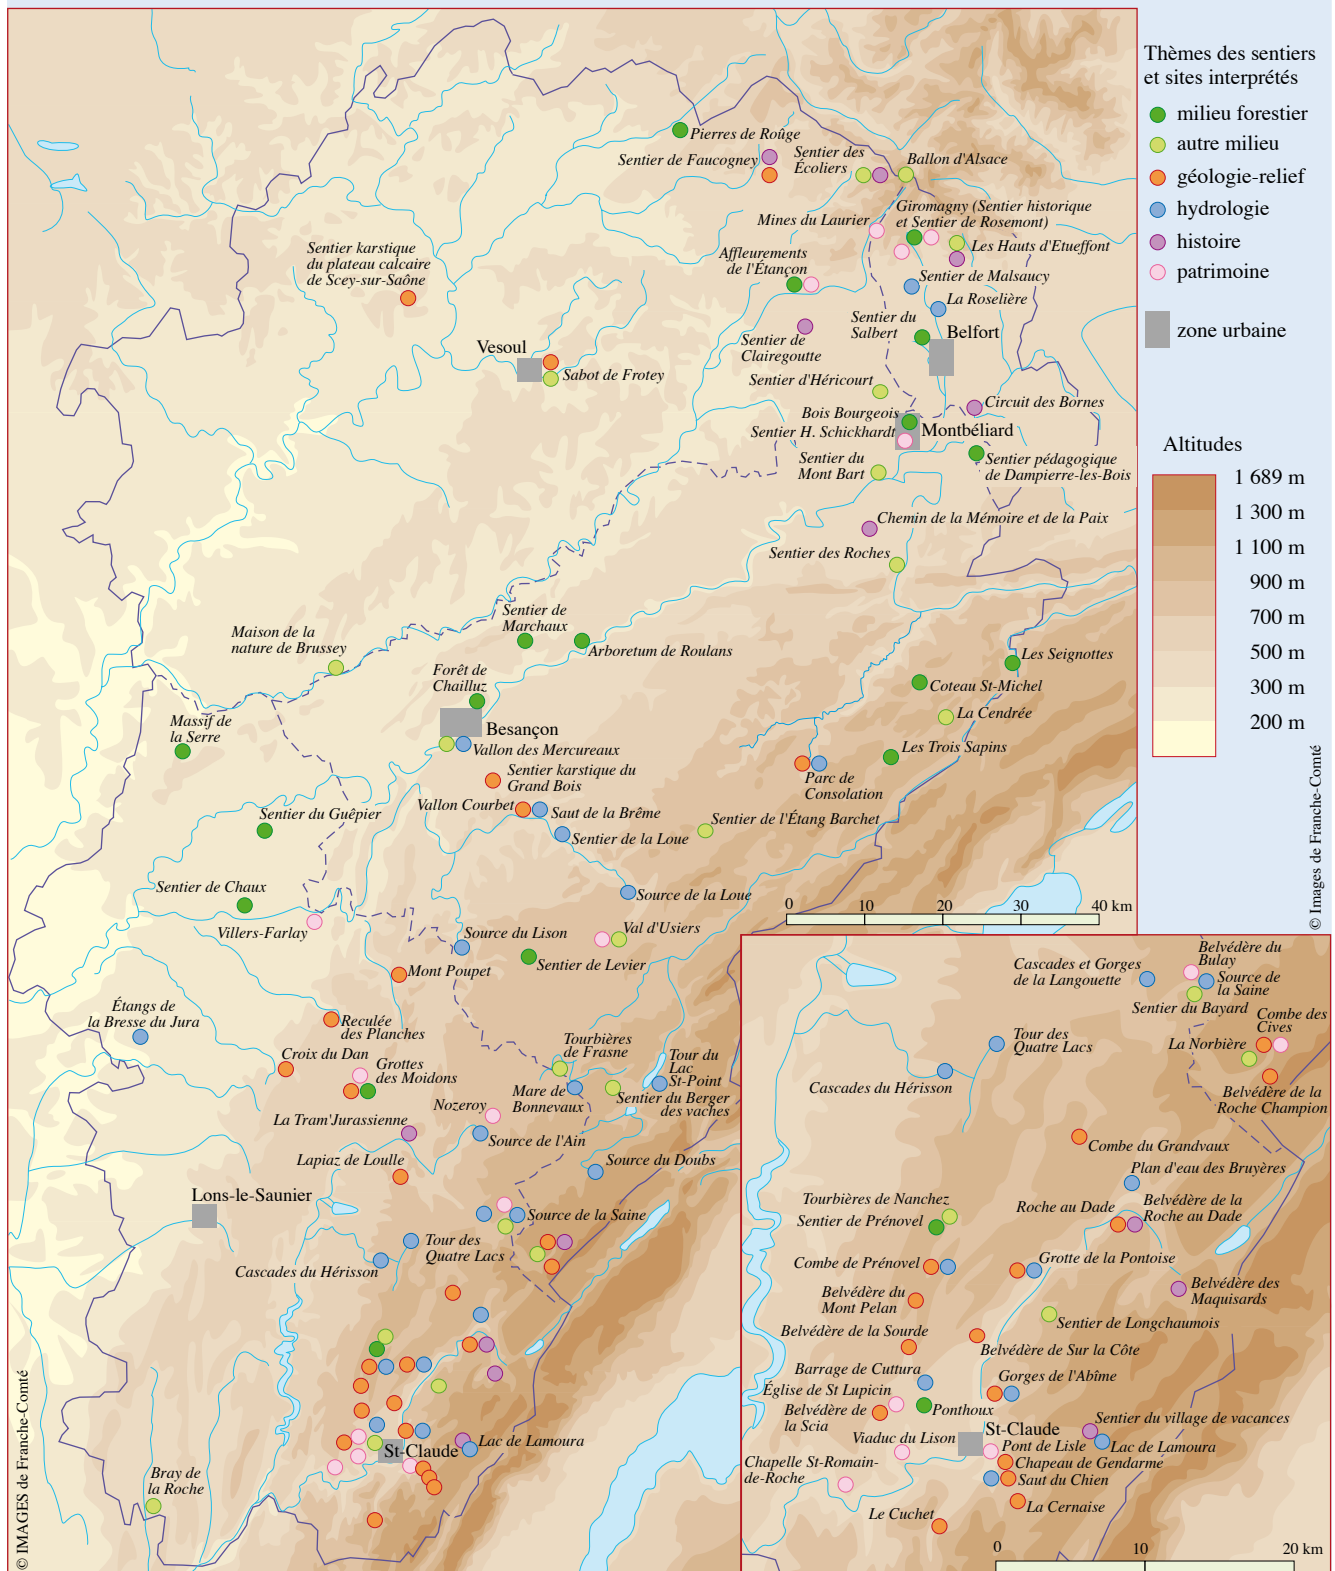 Thèmes des sentiers
et sites interprétés
milieu forestier
autre milieu
géologie-relief
hydrologie
histoire
patrimoine
zone urbaine
Altitudes
1 689 m
1 300 m
1 100 m
900 m
700 m
500 m
300 m
200 m
© Images de Franche-Comté
Pierres de Roûge
Sentier de Faucogney
Sentier des
Écoliers
Ballon d'Alsace
Mines du Laurier
Giromagny (Sentier historique
et Sentier de Rosemont)
Les Hauts d'Etueffont
Sentier karstique
du plateau calcaire
de Scey-sur-Saône
Affleurements
de l'Étançon
Sentier de Malsaucy
La Roselière
Sentier du
Salbert
Belfort
Sentier de
Clairegoutte
Vesoul
Sabot de Frotey
Sentier d'Héricourt
Circuit des Bornes
Bois Bourgeois
Sentier H. Schickhardt
Montbéliard
Sentier du
Mont Bart
Sentier pédagogique
de Dampierre-les-Bois
Chemin de la Mémoire et de la Paix
Sentier des Roches
Sentier de
Marchaux
Maison de la
nature de Brussey
Arboretum de Roulans
Les Seignottes
Forêt de
Chailluz
Coteau St-Michel
La Cendrée
Massif de
la Serre
Besançon
Vallon des Mercureaux
Les Trois Sapins
Sentier karstique du
Grand Bois
Parc de
Consolation
Vallon Courbet
Saut de la Brême
Sentier du Guêpier
Sentier de l'Étang Barchet
Sentier de la Loue
Sentier de Chaux
Source de la Loue
0 10 20 30 40 km
Villers-Farlay
Source du Lison
Val d'Usiers
Sentier de Levier
Mont Poupet
Étangs de
la Bresse du Jura
Reculée
des Planches
Croix du Dan
Grottes
des Moidons
Tourbières
de Frasne
Tour du
Lac
St-Point
Mare de
Bonnevaux
Sentier du Berger
des vaches
Nozeroy
La Tram'Jurassienne
Source de l'Ain
Lapiaz de Loulle
Source du Doubs
Lons-le-Saunier
Source de la Saine
Tour des
Quatre Lacs
Cascades du Hérisson
St-Claude
Lac de Lamoura
Bray de
la Roche
© IMAGES de Franche-Comté
Belvédère du
Bulay
Cascades et Gorges
de la Langouette
Source de
la Saine
Sentier du Bayard
Combe des
Cives
Tour des
Quatre Lacs
La Norbière
Cascades du Hérisson
Belvédère de la
Roche Champion
Combe du Grandvaux
Plan d'eau des Bruyères
Tourbières de Nanchez
Sentier de Prénovel
Roche au Dade
Belvédère de la
Roche au Dade
Combe de Prénovel
Grotte de la Pontoise
Belvédère du
Mont Pelan
Belvédère des
Maquisards
Sentier de Longchaumois
Belvédère de la Sourde
Belvédère de Sur la Côte
Barrage de Cuttura
Gorges de l'Abîme
Église de St Lupicin
Belvédère de
la Scia
Ponthoux
Sentier du village de vacances
Viaduc du Lison
St-Claude
Lac de Lamoura
Pont de Lisle
Chapelle St-Romain-
de-Roche
Chapeau de Gendarme
Saut du Chien
La Cernaise
Le Cuchet
0 10 20 km